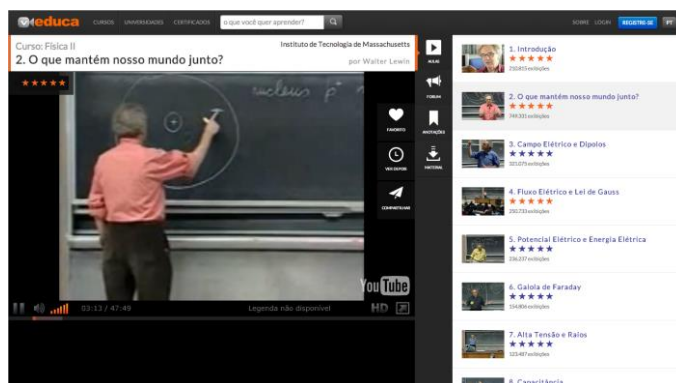 educa
CURSOS UNIVERSIDADES CERTIFICADOS
o que você quer aprender?
SOBRE LOGIN REGISTRE-SE PT
Curso: Física II
Instituto de Tecnologia de Massachusetts
2. O que mantém nosso mundo junto?
por Walter Lewin
nucleus p+
FAVORITO
VER DEPOIS
COMPARTILHAR
YouTube
03:13 / 47:49
Legenda não disponível
HD
AULAS
FORUM
ANOTAÇÕES
MATERIAL
1. Introdução
2. O que mantém nosso mundo junto?
3. Campo Elétrico e Dipolos
4. Fluxo Elétrico e Lei de Gauss
5. Potencial Elétrico e Energia Elétrica
6. Gaiola de Faraday
7. Alta Tensão e Raios
8. Capacitância